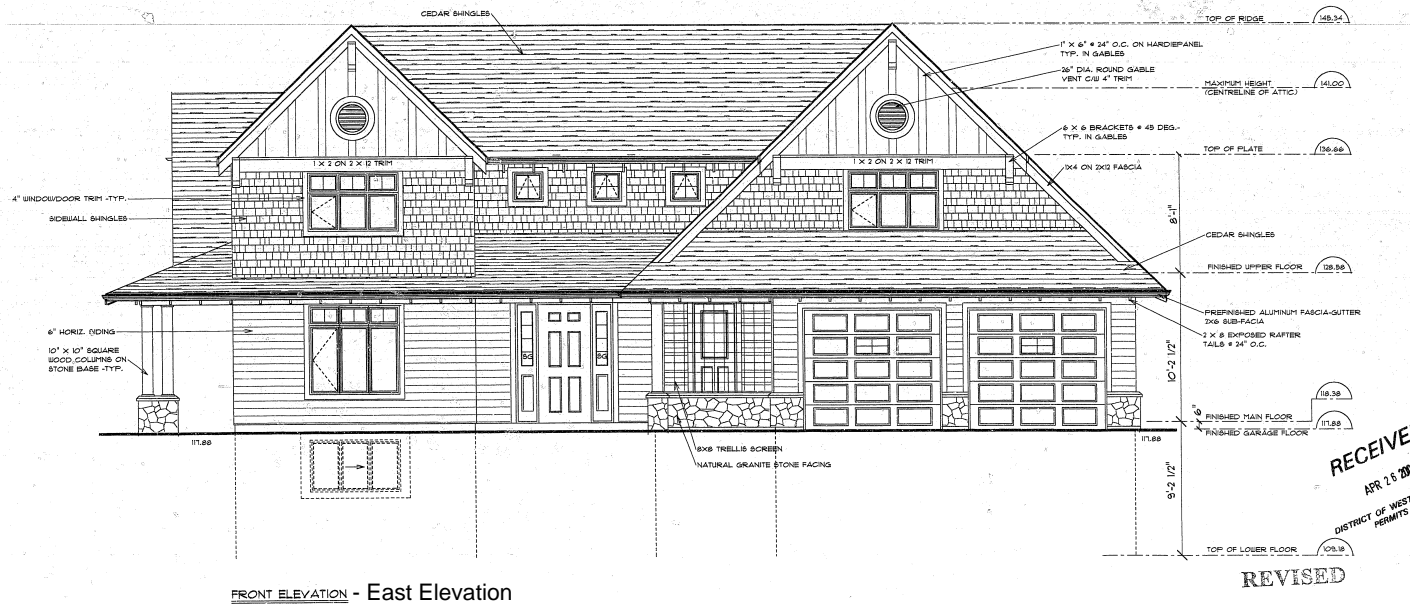 CEDAR SHINGLES
TOP OF RIDGE
145.34
1" X 6" @ 24" O.C. ON HARDIEPANEL
TYP. IN GABLES
26" DIA. ROUND GABLE
VENT C/W 4" TRIM
MAXIMUM HEIGHT
(CENTRELINE OF ATTIC)
141.00
6 X 6 BRACKETS @ 45 DEG.-
TYP. IN GABLES
TOP OF PLATE
136.66
1 X 2 ON 2 X 12 TRIM
1 X 2 ON 2 X 12 TRIM
1X4 ON 2X12 FASCIA
4" WINDOW/DOOR TRIM -TYP.
SIDEWALL SHINGLES
8'-1"
CEDAR SHINGLES
FINISHED UPPER FLOOR
128.58
PREFINISHED ALUMINUM FASCIA-GUTTER
2X6 SUB-FACIA
2 X 8 EXPOSED RAFTER
TAILS @ 24" O.C.
6" HORIZ. SIDING
10" X 10" SQUARE
WOOD COLUMNS ON
STONE BASE -TYP.
SG
SG
10'-2 1/2"
118.38
6"
FINISHED MAIN FLOOR
117.88
FINISHED GARAGE FLOOR
117.88
117.88
8X8 TRELLIS SCREEN
NATURAL GRANITE STONE FACING
9'-2 1/2"
RECEIVE
APR 26 200
DISTRICT OF WEST
PERMITS
TOP OF LOWER FLOOR
109.18
REVISED
FRONT ELEVATION - East Elevation